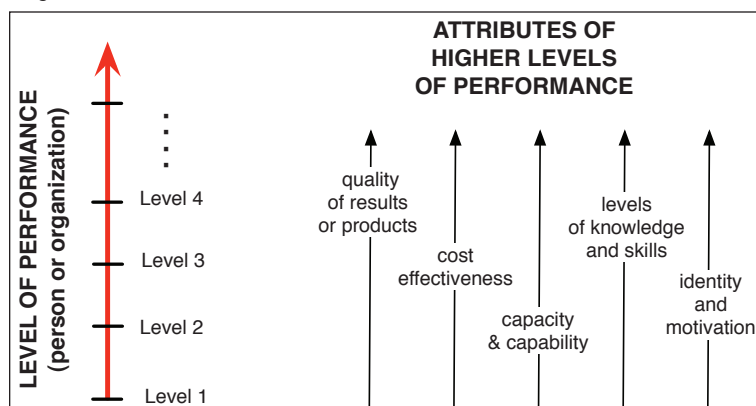 ATTRIBUTES OF
HIGHER LEVELS
OF PERFORMANCE
LEVEL OF PERFORMANCE
(person or organization)
Level 4
Level 3
Level 2
Level 1
quality
of results
or products
cost
effectiveness
capacity
& capability
levels
of knowledge
and skills
identity
and
motivation